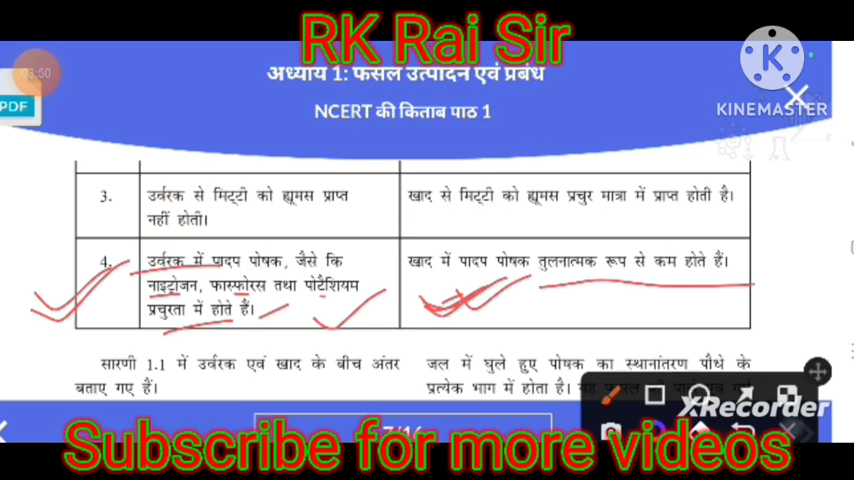 RK Rai Sir
03:50
अध्याय 1: फसल उत्पादन एवं प्रबंध
PDF
KINEMASTER
NCERT की किताब पाठ 1
3. उर्वरक से मिट्टी को ह्यूमस प्राप्त
नहीं होती।
खाद से मिट्टी को ह्यूमस प्रचुर मात्रा में प्राप्त होती है।
4. उर्वरक में पादप पोषक, जैसे कि
नाइट्रोजन, फास्फोरस तथा पोटैशियम
प्रचुरता में होते हैं।
खाद में पादप पोषक तुलनात्मक रूप से कम होते हैं।
सारणी 1.1 में उर्वरक एवं खाद के बीच अंतर
बताए गए हैं।
जल में घुले हुए पोषक का स्थानांतरण पौधे के
प्रत्येक भाग में होता है।
XRecorder
Subscribe for more videos